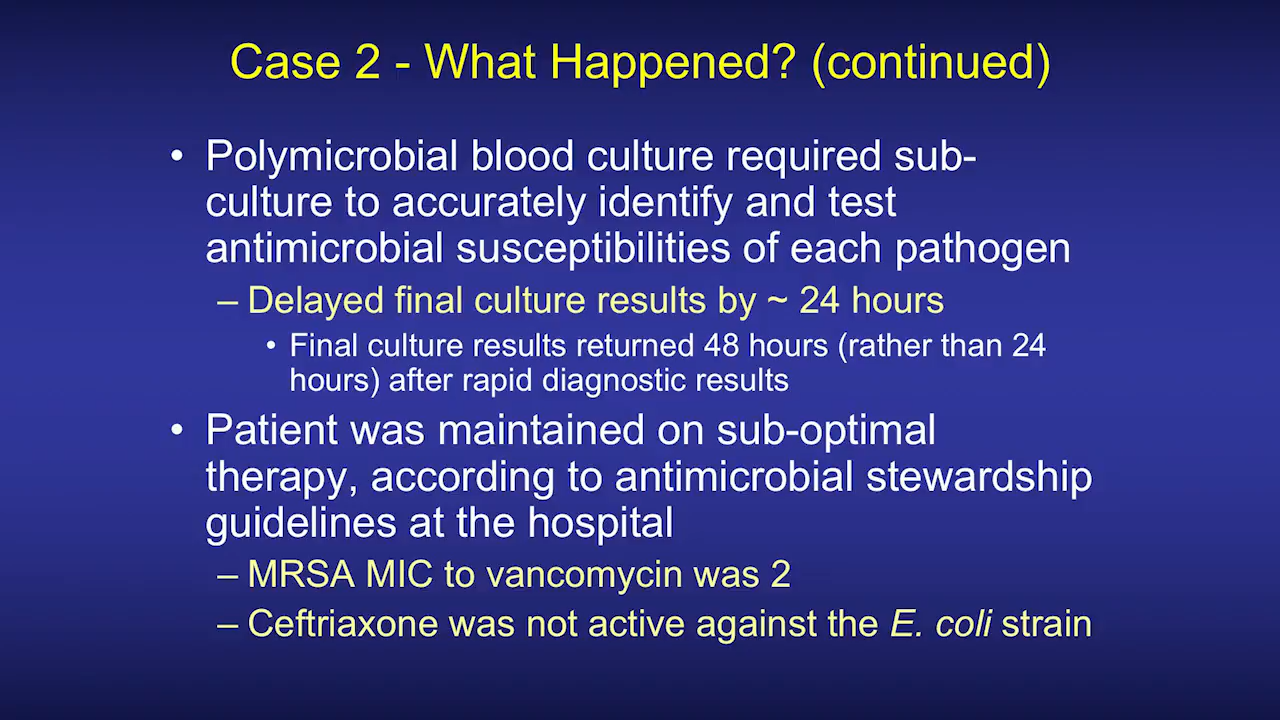 Case 2 - What Happened? (continued)
• Polymicrobial blood culture required sub-
culture to accurately identify and test
antimicrobial susceptibilities of each pathogen
– Delayed final culture results by ~ 24 hours
• Final culture results returned 48 hours (rather than 24
hours) after rapid diagnostic results
• Patient was maintained on sub-optimal
therapy, according to antimicrobial stewardship
guidelines at the hospital
– MRSA MIC to vancomycin was 2
– Ceftriaxone was not active against the E. coli strain